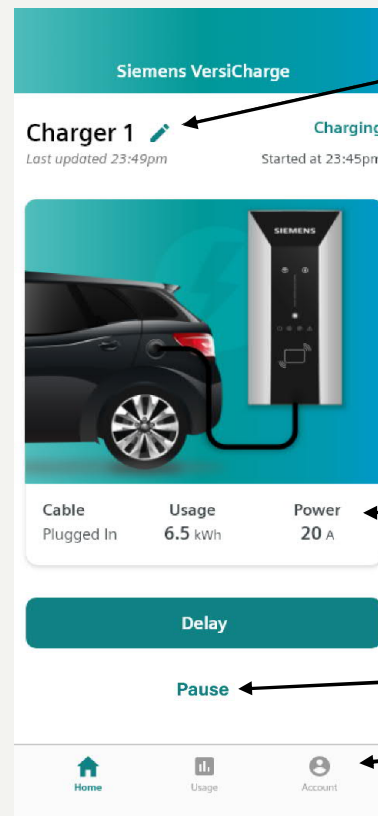 Siemens VersiCharge
Charger 1
Charging
Last updated 23:49pm
Started at 23:45pm
SIEMENS
Cable Usage Power
Plugged In 6.5 kWh 20 A
Delay
Pause
Home Usage Account